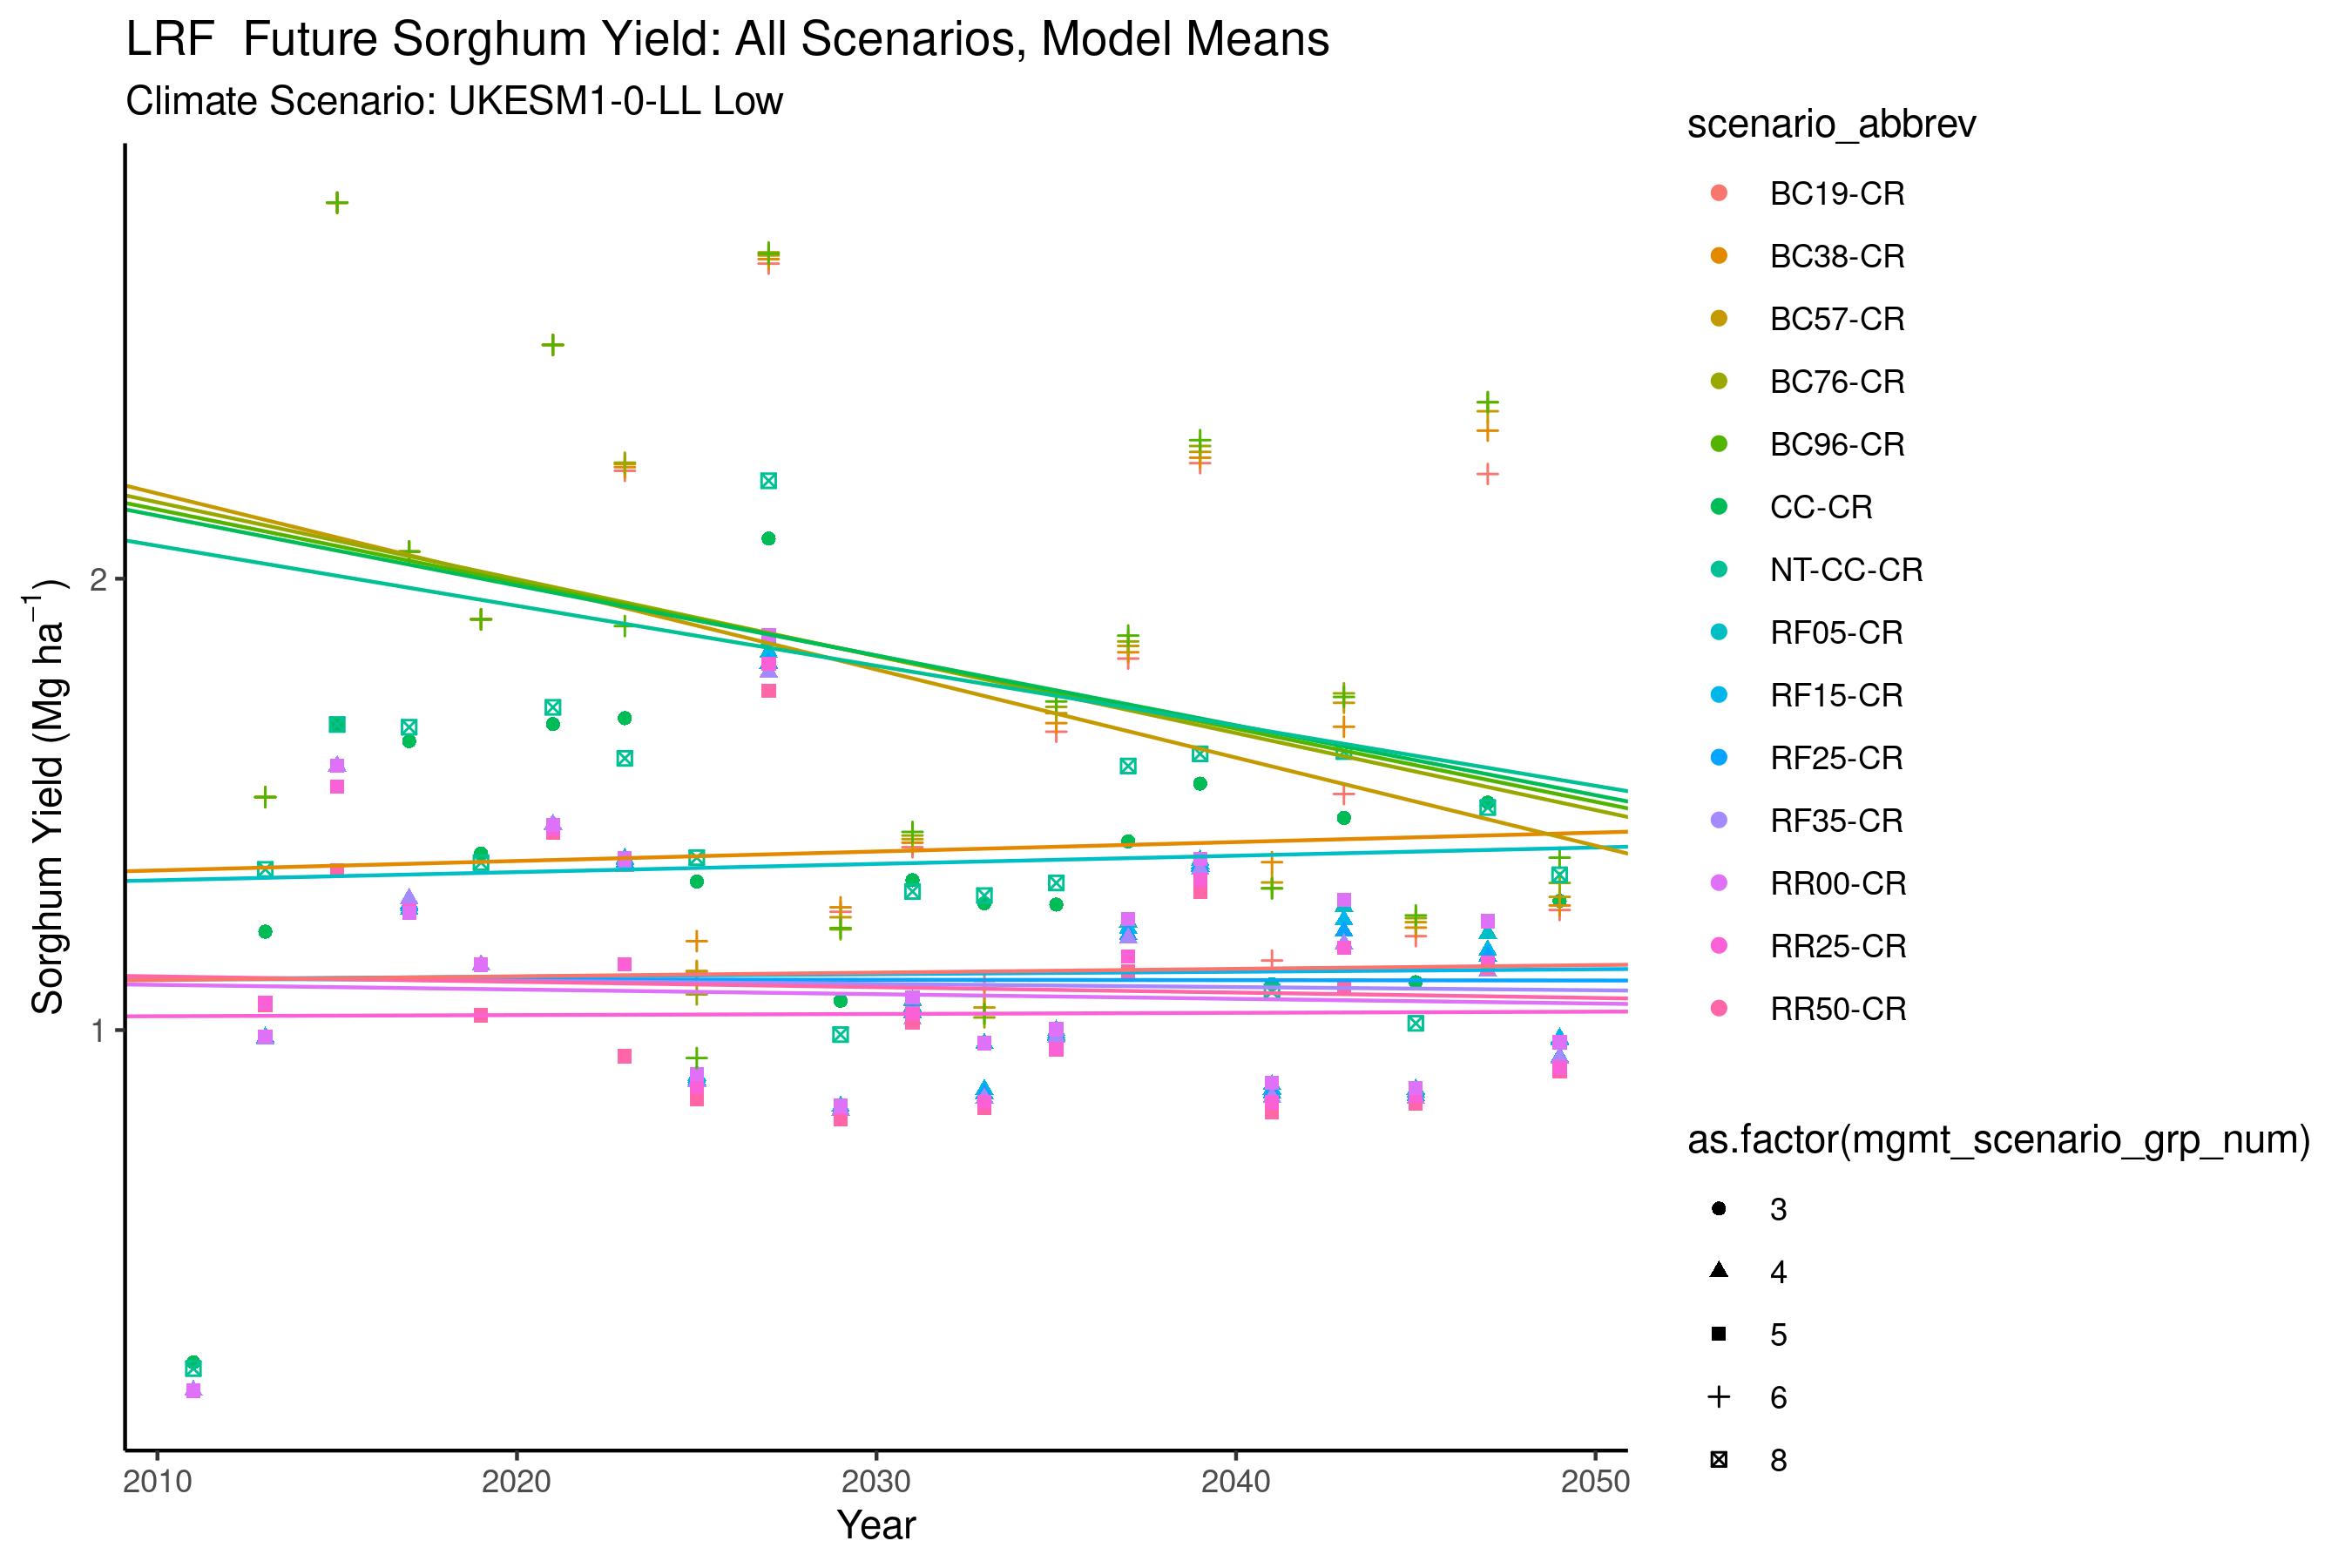 LRF  Future Sorghum Yield: All Scenarios, Model Means
Climate Scenario: UKESM1-0-LL Low
Sorghum Yield (Mg ha⁻¹)
2
1
2010
2020
2030
2040
2050
Year
scenario_abbrev
BC19-CR
BC38-CR
BC57-CR
BC76-CR
BC96-CR
CC-CR
NT-CC-CR
RF05-CR
RF15-CR
RF25-CR
RF35-CR
RR00-CR
RR25-CR
RR50-CR
as.factor(mgmt_scenario_grp_num)
3
4
5
6
8